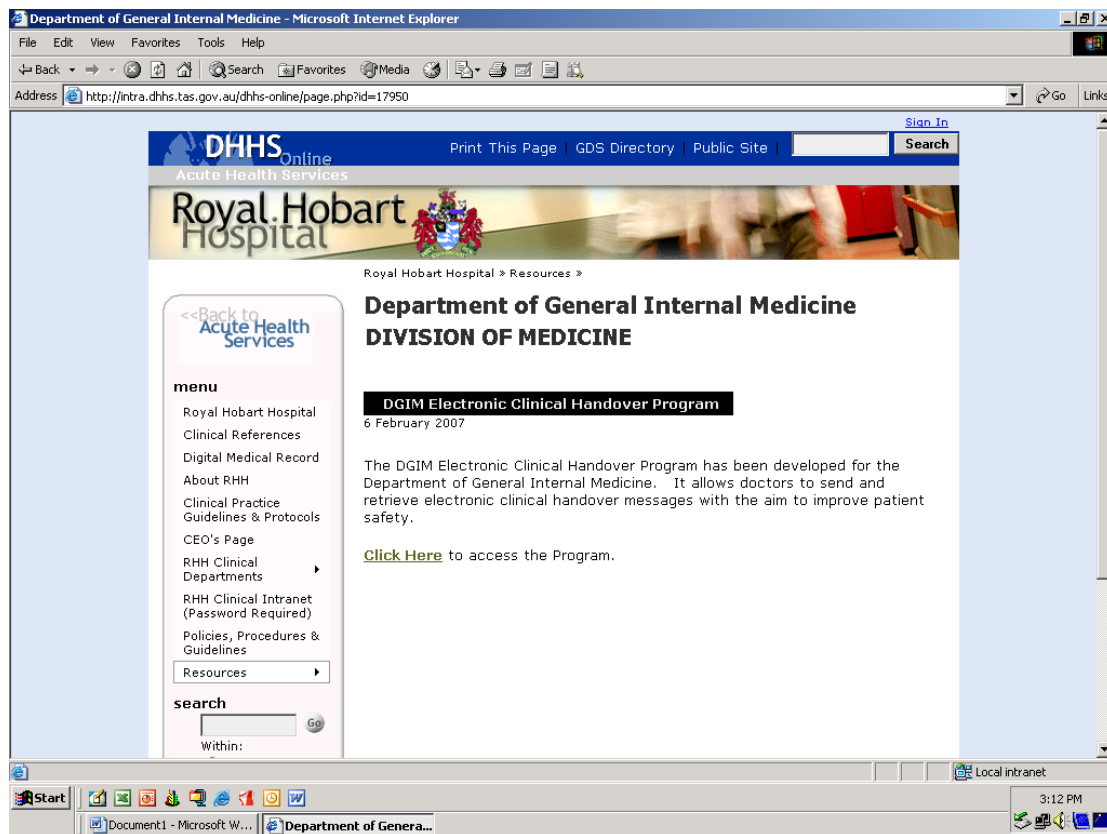 Department of General Internal Medicine - Microsoft Internet Explorer
File Edit View Favorites Tools Help
Back Search Favorites Media
Address http://intra.dhhs.tas.gov.au/dhhs-online/page.php?id=17950 Go Links
Sign In
DHHS Online Print This Page GDS Directory Public Site Search
Acute Health Services
Royal Hobart
Hospital
Royal Hobart Hospital » Resources »
Department of General Internal Medicine
DIVISION OF MEDICINE
<<Back to
Acute Health
Services
menu
Royal Hobart Hospital
Clinical References
Digital Medical Record
About RHH
Clinical Practice
Guidelines & Protocols
CEO's Page
RHH Clinical
Departments
RHH Clinical Intranet
(Password Required)
Policies, Procedures &
Guidelines
Resources
search
Go
Within:
DGIM Electronic Clinical Handover Program
6 February 2007
The DGIM Electronic Clinical Handover Program has been developed for the
Department of General Internal Medicine. It allows doctors to send and
retrieve electronic clinical handover messages with the aim to improve patient
safety.
Click Here to access the Program.
Local intranet
Start
3:12 PM
Document1 - Microsoft W...
Departme​nt of Genera...